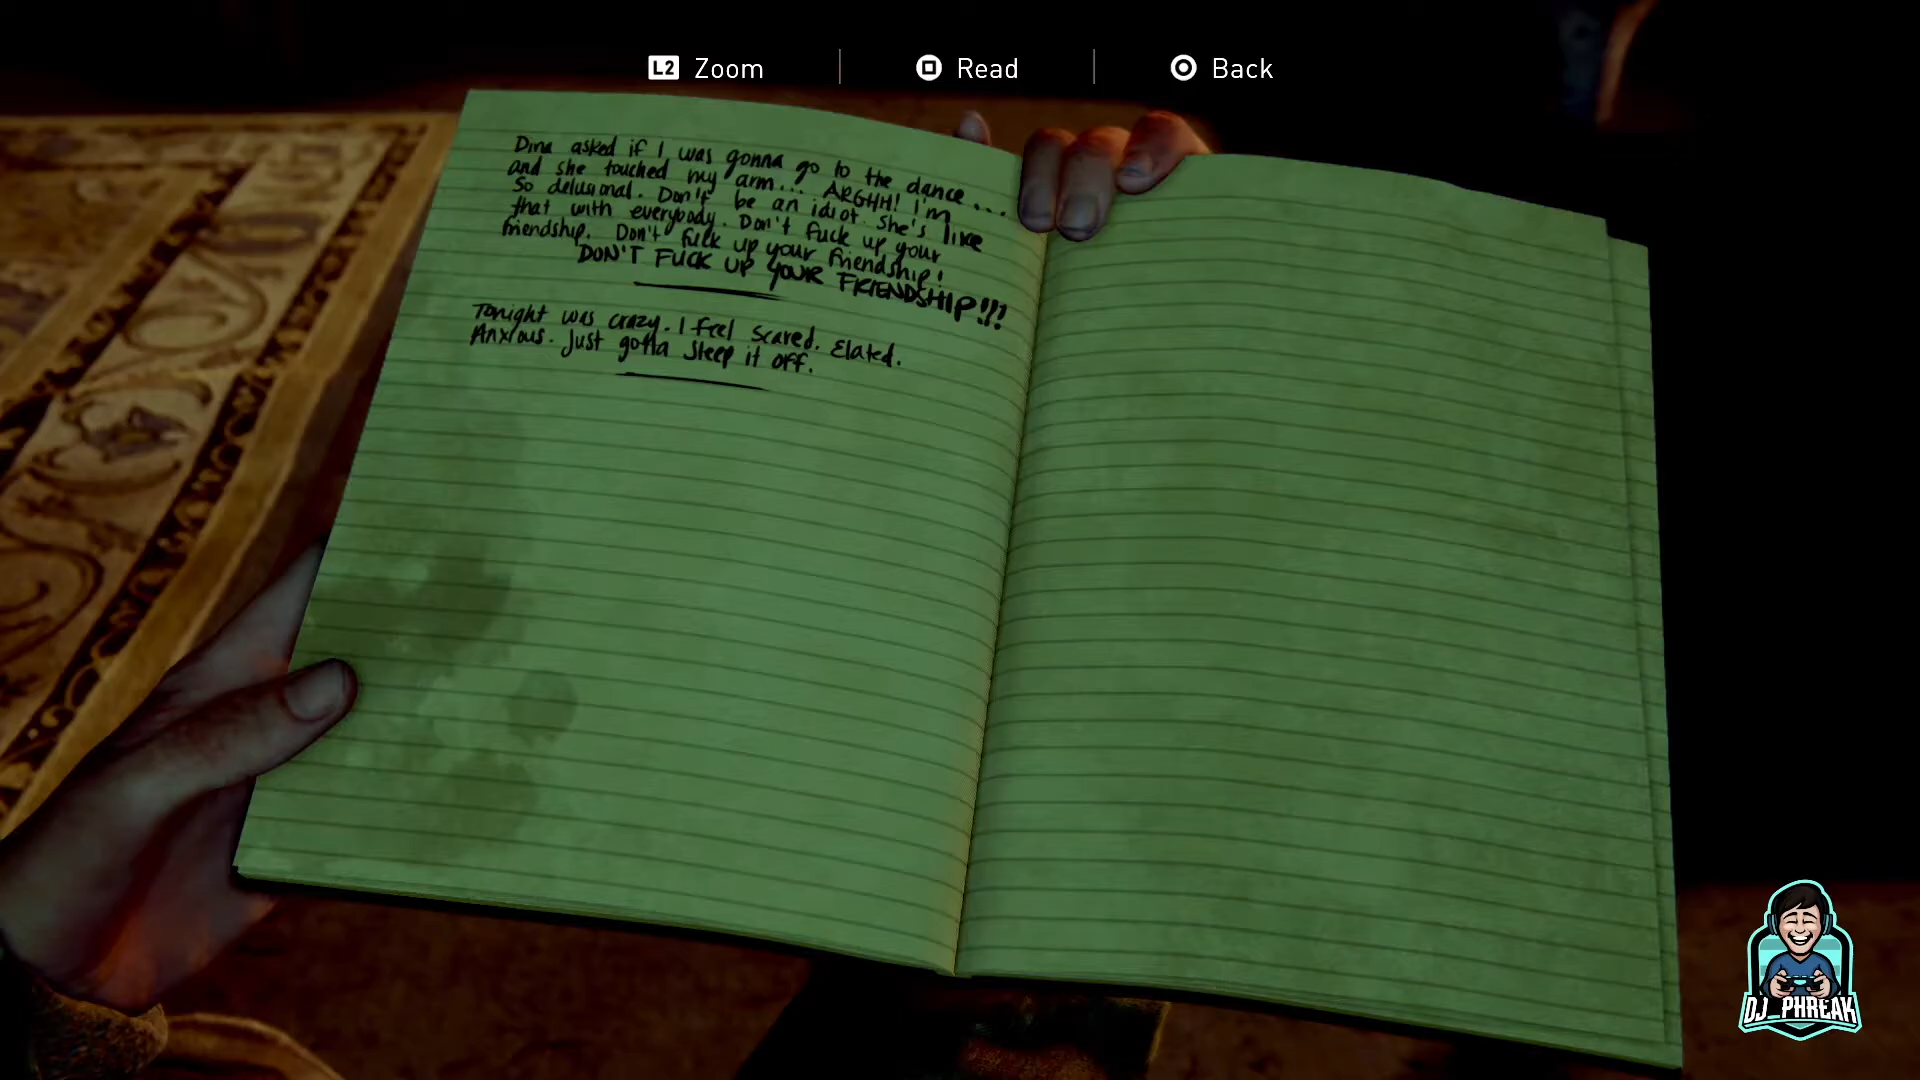 L2 Zoom Read Back
Dina asked if I was gonna go to the dance...
and she touched my arm... ARGHH! I'm
so delusional. Don't be an idiot. She's like
that with everybody. Don't fuck up your
friendship. Don't fuck up your friendship!
DON'T FUCK UP YOUR FRIENDSHIP!!!
Tonight was crazy. I feel scared. Elated.
Anxious. Just gotta sleep it off.
DJ_PHREAK